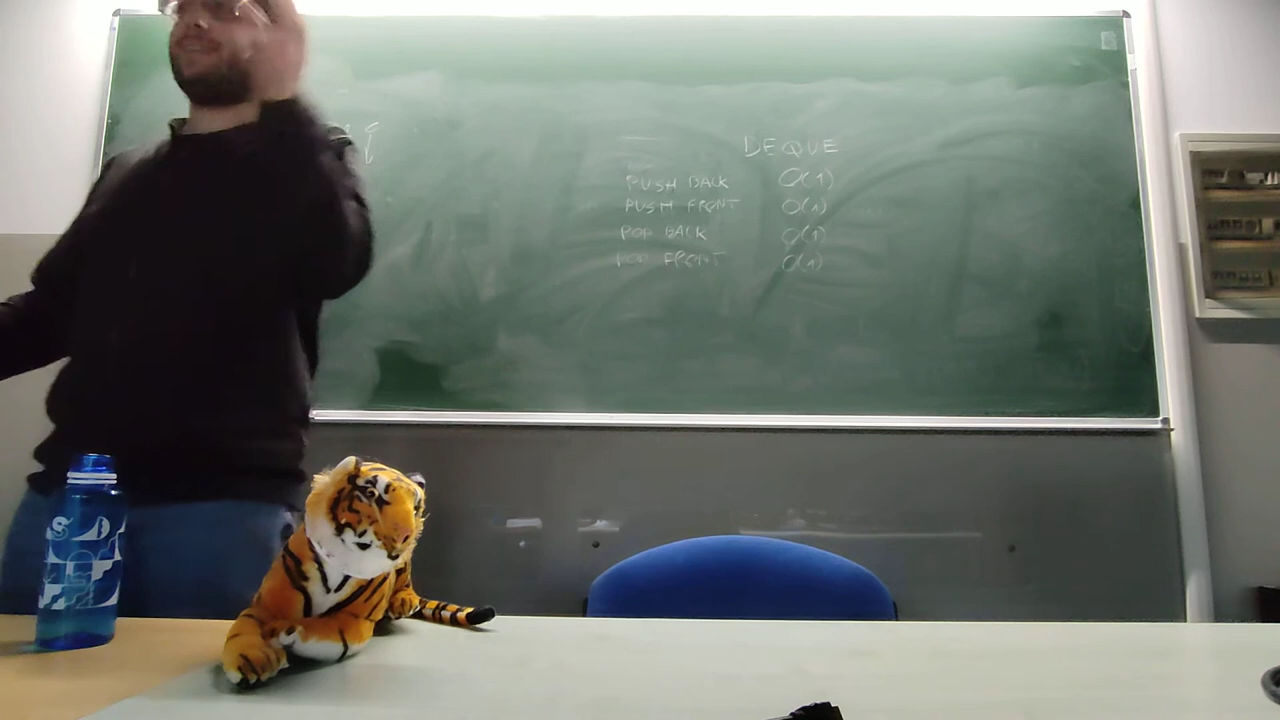 DEQUE
PUSH BACK O(1)
PUSH FRONT O(1)
POP BACK O(1)
POP FRONT O(1)